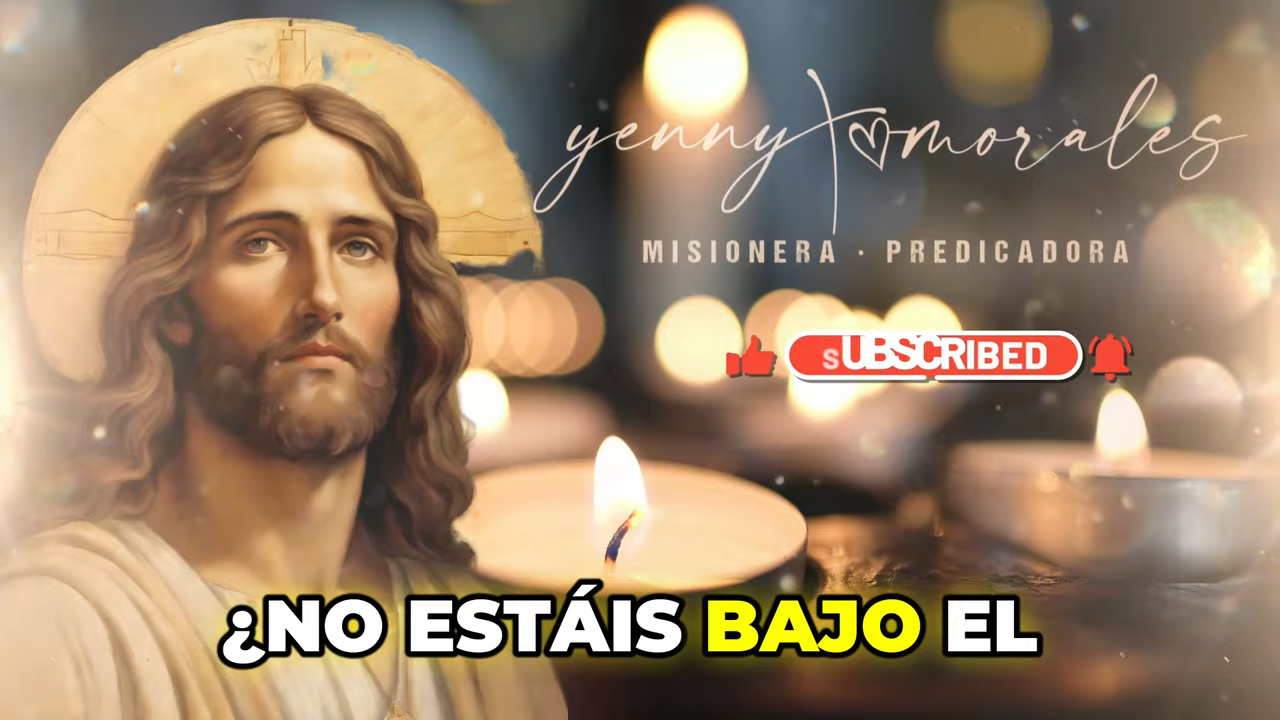 yenny morales
MISIONERA · PREDICADORA
SUBSCRIBED
¿NO ESTÁIS BAJO EL